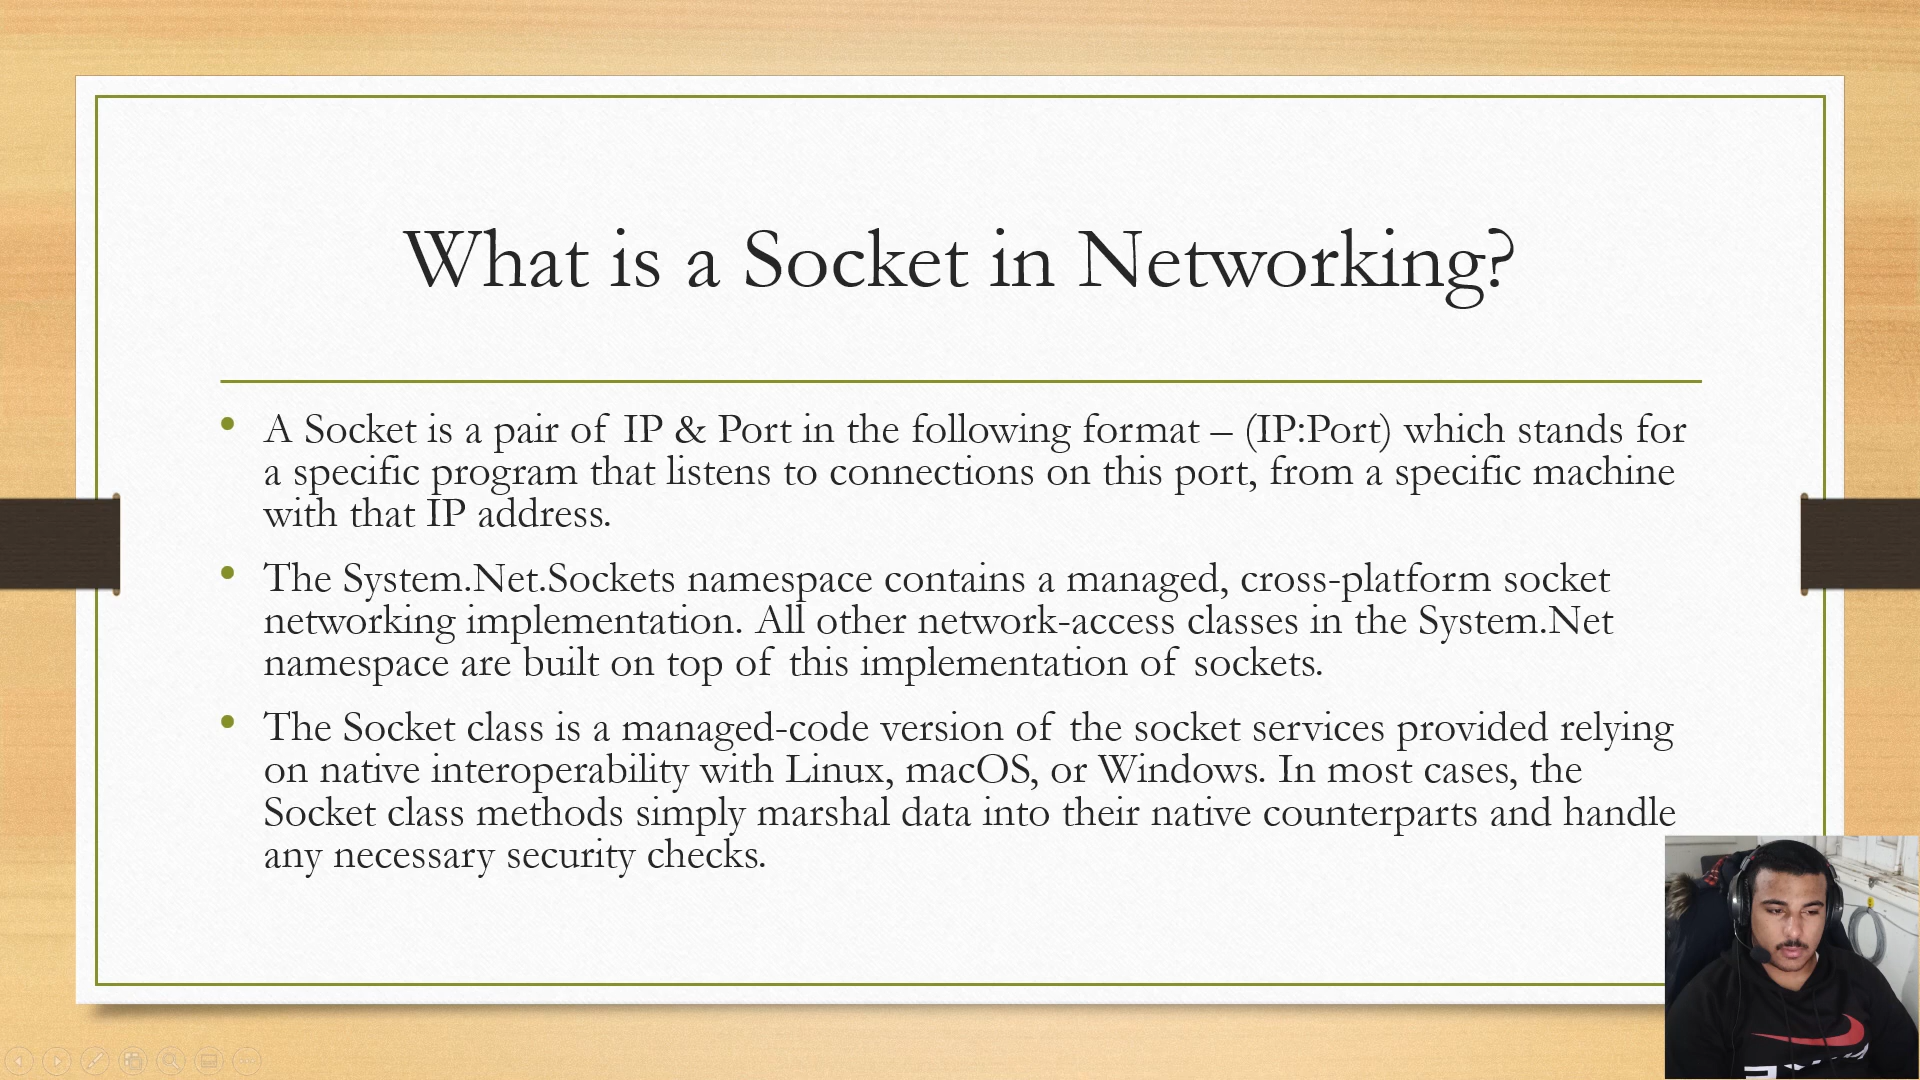 What is a Socket in Networking?
A Socket is a pair of IP & Port in the following format – (IP:Port) which stands for
a specific program that listens to connections on this port, from a specific machine
with that IP address.
The System.Net.Sockets namespace contains a managed, cross-platform socket
networking implementation. All other network-access classes in the System.Net
namespace are built on top of this implementation of sockets.
The Socket class is a managed-code version of the socket services provided relying
on native interoperability with Linux, macOS, or Windows. In most cases, the
Socket class methods simply marshal data into their native counterparts and handle
any necessary security checks.